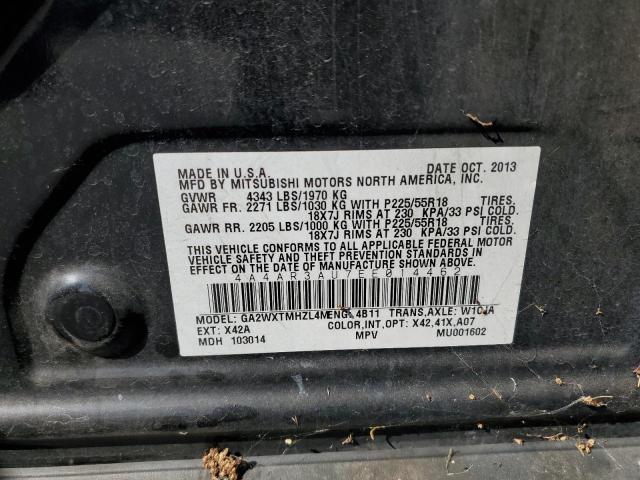 MADE IN U.S.A. DATE OCT. 2013
MFD BY MITSUBISHI MOTORS NORTH AMERICA, INC.
GVWR 4343 LBS/1970 KG
GAWR FR. 2271 LBS/1030 KG WITH P225/55R18 TIRES.
18X7J RIMS AT 230 KPA/33 PSI COLD.
GAWR RR. 2205 LBS/1000 KG WITH P225/55R18 TIRES.
18X7J RIMS AT 230 KPA/33 PSI COLD.
THIS VEHICLE CONFORMS TO ALL APPLICABLE FEDERAL MOTOR
VEHICLE SAFETY AND THEFT PREVENTION STANDARDS IN
EFFECT ON THE DATE OF MANUFACTURE SHOWN ABOVE.
4A4AR3AU7EE014462
MODEL: GA2WXTMHZL4M ENG. 4B11 TRANS,AXLE: W1CJA
EXT: X42A COLOR,INT,OPT: X42,41X,A07
MDH 103014 MPV MU001602